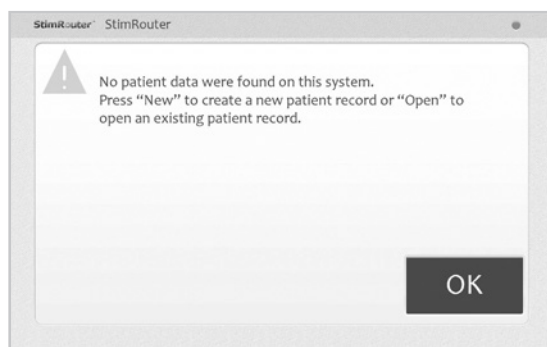 StimRouter™ StimRouter
No patient data were found on this system.
Press “New” to create a new patient record or “Open” to
open an existing patient record.
OK